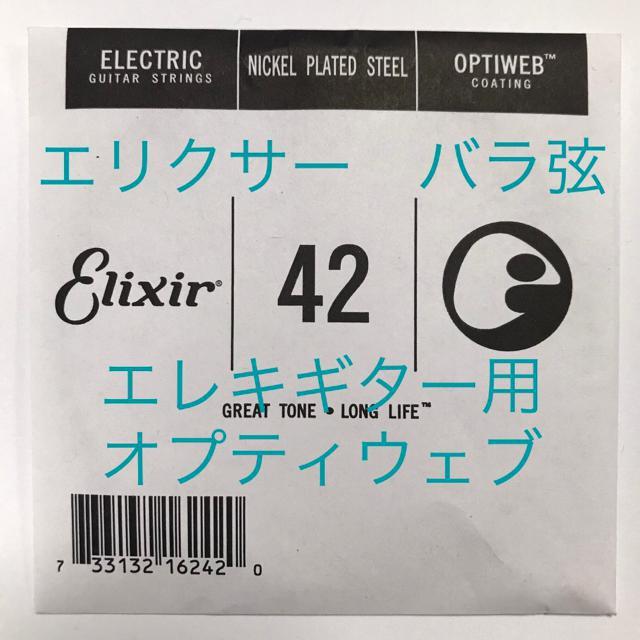 ELECTRIC
GUITAR STRINGS
NICKEL PLATED STEEL
OPTIWEB™
COATING
エリクサー　バラ弦
Elixir®
42
エレキギター用
GREAT TONE • LONG LIFE™
オプティウェブ
7 33132 16242 0